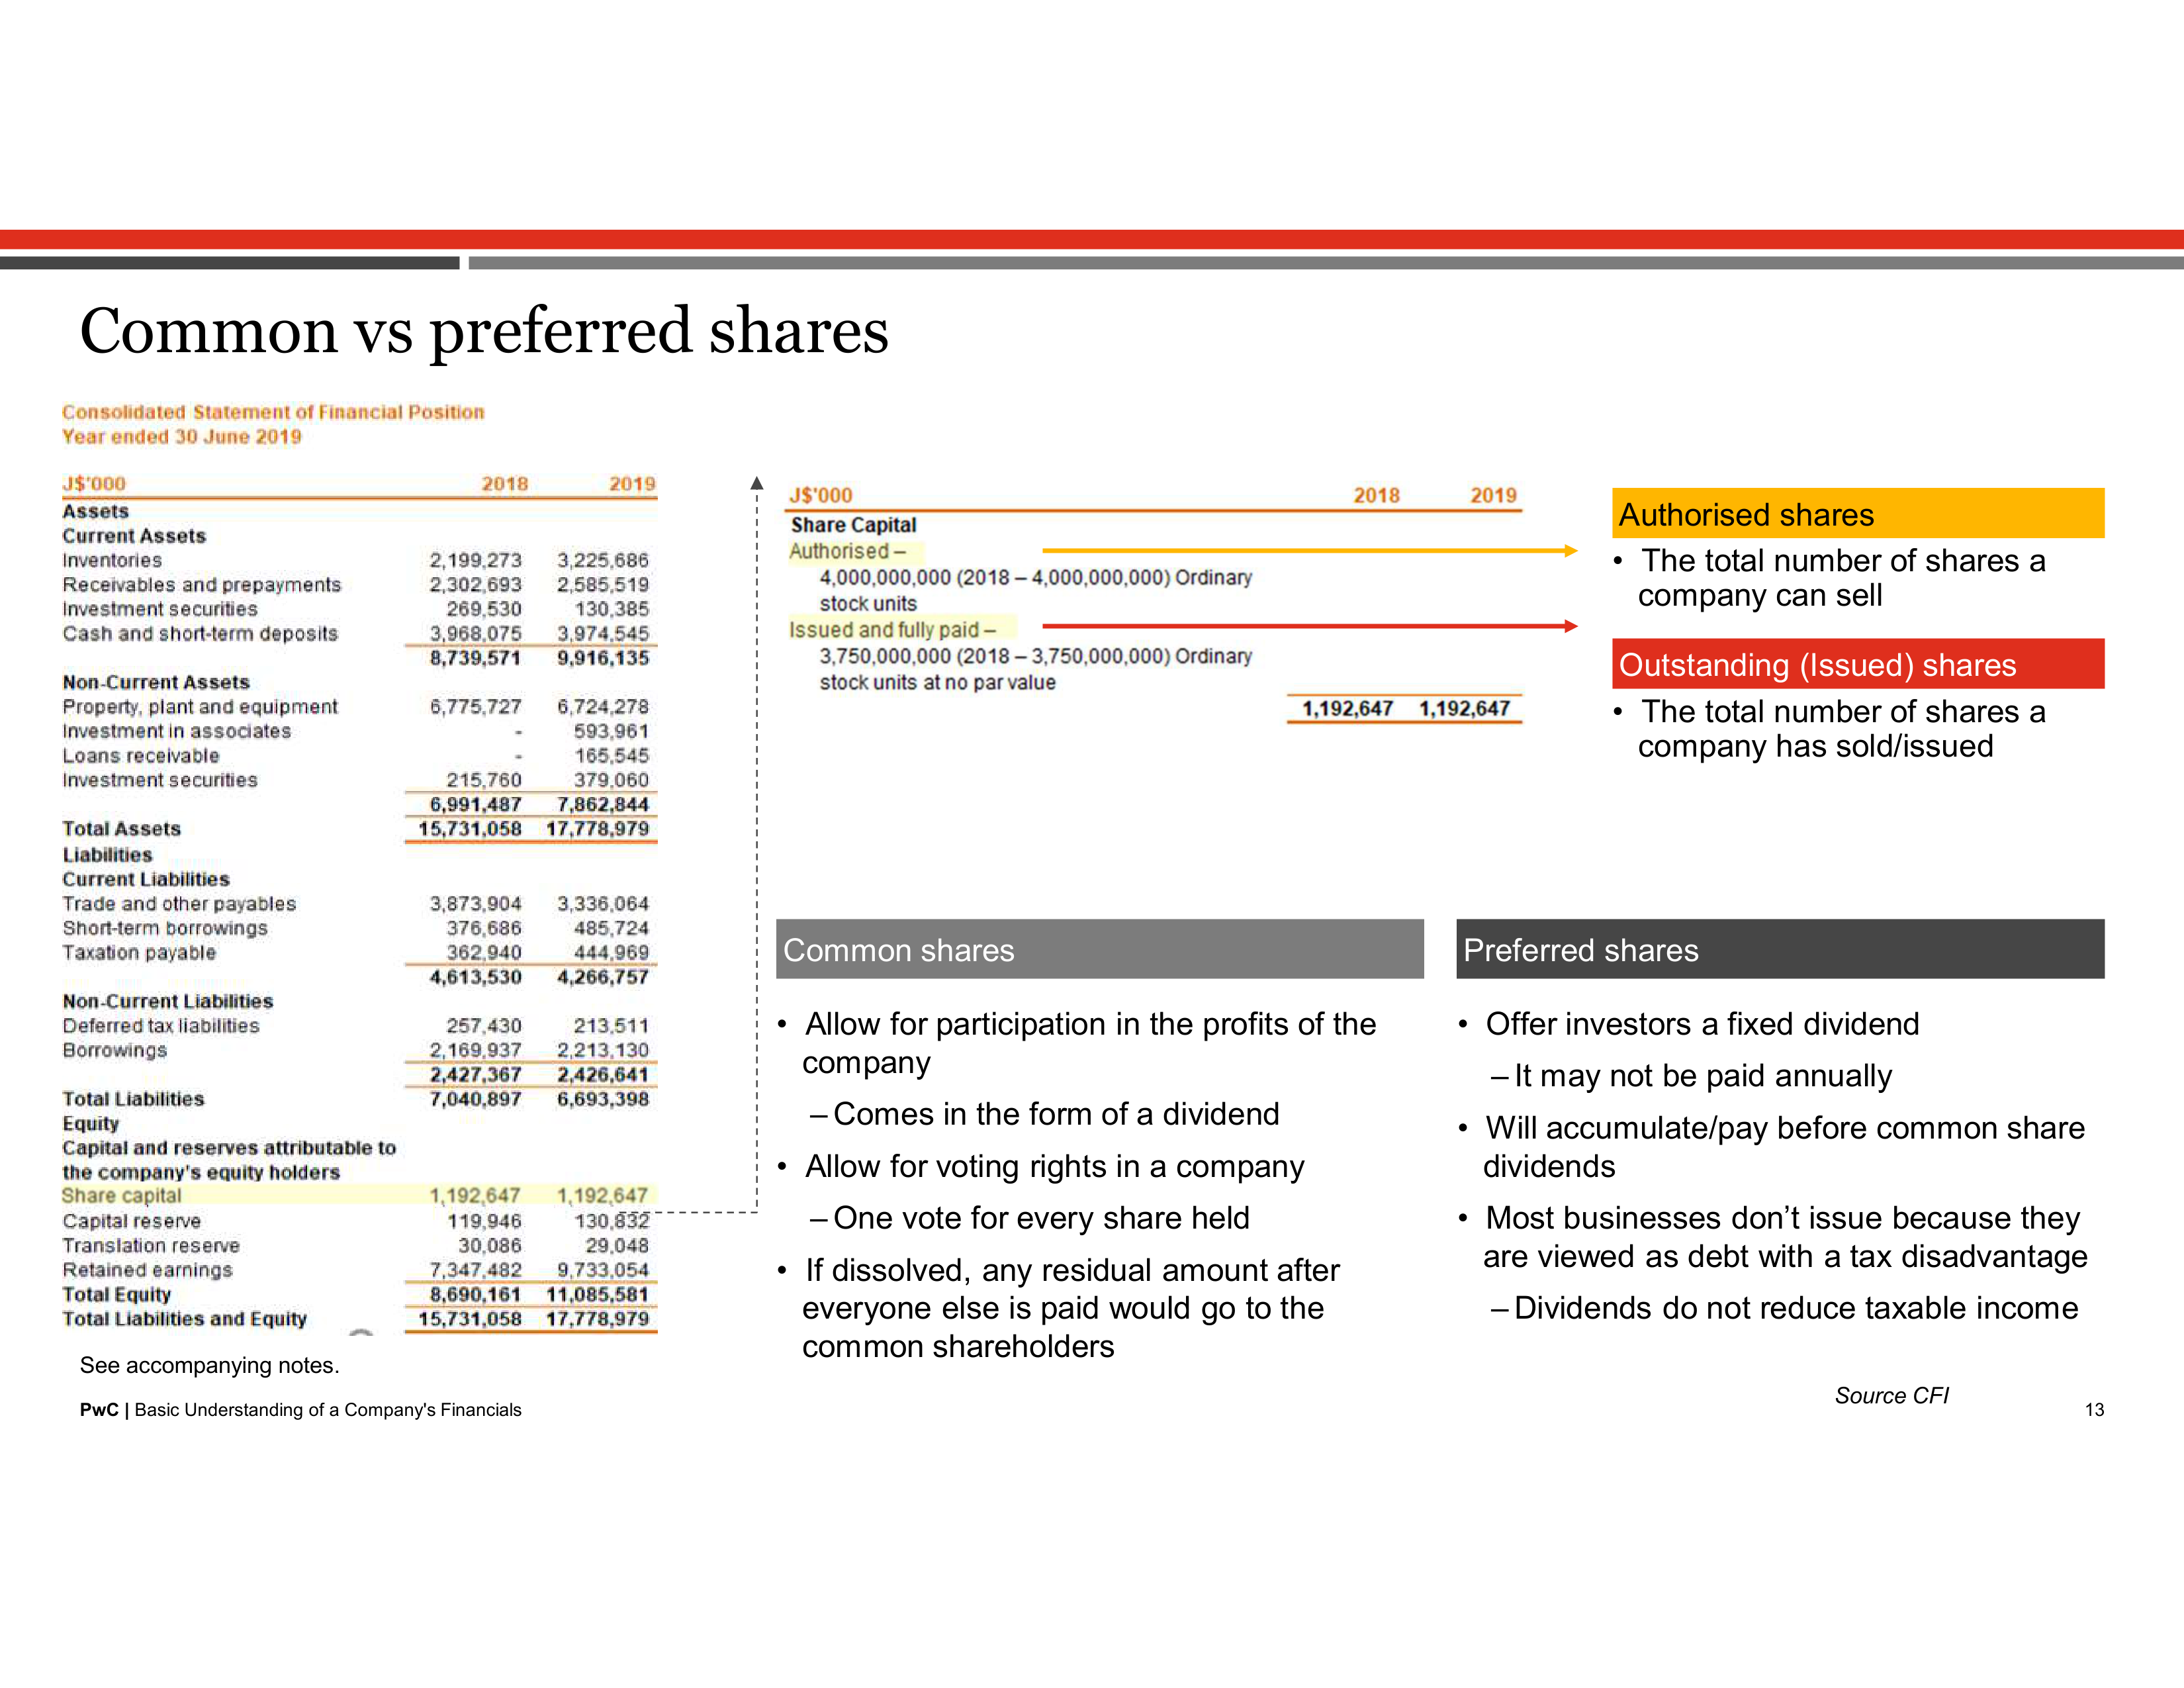 Common vs preferred shares
Consolidated Statement of Financial Position
Year ended 30 June 2019
J$'000 2018 2019
Assets
Current Assets
Inventories 2,199,273 3,225,686
Receivables and prepayments 2,302,693 2,585,519
Investment securities 269,530 130,385
Cash and short-term deposits 3,968,075 3,974,545
8,739,571 9,916,135
Non-Current Assets
Property, plant and equipment 6,775,727 6,724,278
Investment in associates - 593,961
Loans receivable - 165,545
Investment securities 215,760 379,060
6,991,487 7,862,844
Total Assets 15,731,058 17,778,979
Liabilities
Current Liabilities
Trade and other payables 3,873,904 3,336,064
Short-term borrowings 376,686 485,724
Taxation payable 362,940 444,969
4,613,530 4,266,757
Non-Current Liabilities
Deferred tax liabilities 257,430 213,511
Borrowings 2,169,937 2,213,130
2,427,367 2,426,641
Total Liabilities 7,040,897 6,693,398
Equity
Capital and reserves attributable to
the company's equity holders
Share capital 1,192,647 1,192,647
Capital reserve 119,946 130,832
Translation reserve 30,086 29,048
Retained earnings 7,347,482 9,733,054
Total Equity 8,690,161 11,085,581
Total Liabilities and Equity 15,731,058 17,778,979
See accompanying notes.
J$'000 2018 2019
Share Capital
Authorised –
4,000,000,000 (2018 – 4,000,000,000) Ordinary
stock units
Issued and fully paid –
3,750,000,000 (2018 – 3,750,000,000) Ordinary
stock units at no par value
1,192,647 1,192,647
Authorised shares
• The total number of shares a
company can sell
Outstanding (Issued) shares
• The total number of shares a
company has sold/issued
Common shares
• Allow for participation in the profits of the
company
– Comes in the form of a dividend
• Allow for voting rights in a company
– One vote for every share held
• If dissolved, any residual amount after
everyone else is paid would go to the
common shareholders
Preferred shares
• Offer investors a fixed dividend
– It may not be paid annually
• Will accumulate/pay before common share
dividends
• Most businesses don’t issue because they
are viewed as debt with a tax disadvantage
– Dividends do not reduce taxable income
Source CFI
PwC | Basic Understanding of a Company's Financials
13